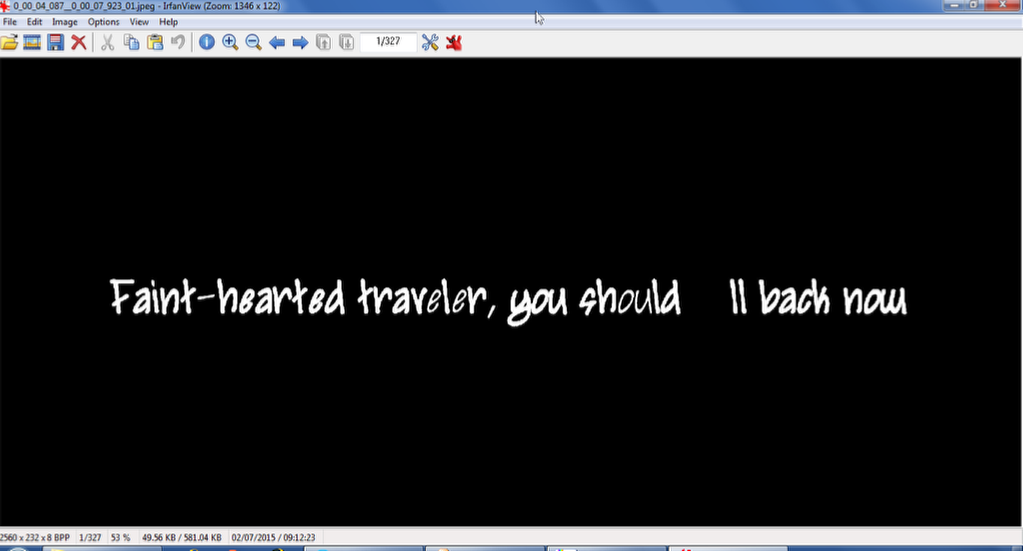 0_00_04_087__0_00_07_923_01.jpeg - IrfanView (Zoom: 1346 x 122)
File Edit Image Options View Help
1/327
Faint-hearted traveler, you should ll back now
2560 x 232 x 8 BPP 1/327 53 % 49.56 KB / 581.04 KB 02/07/2015 / 09:12:23